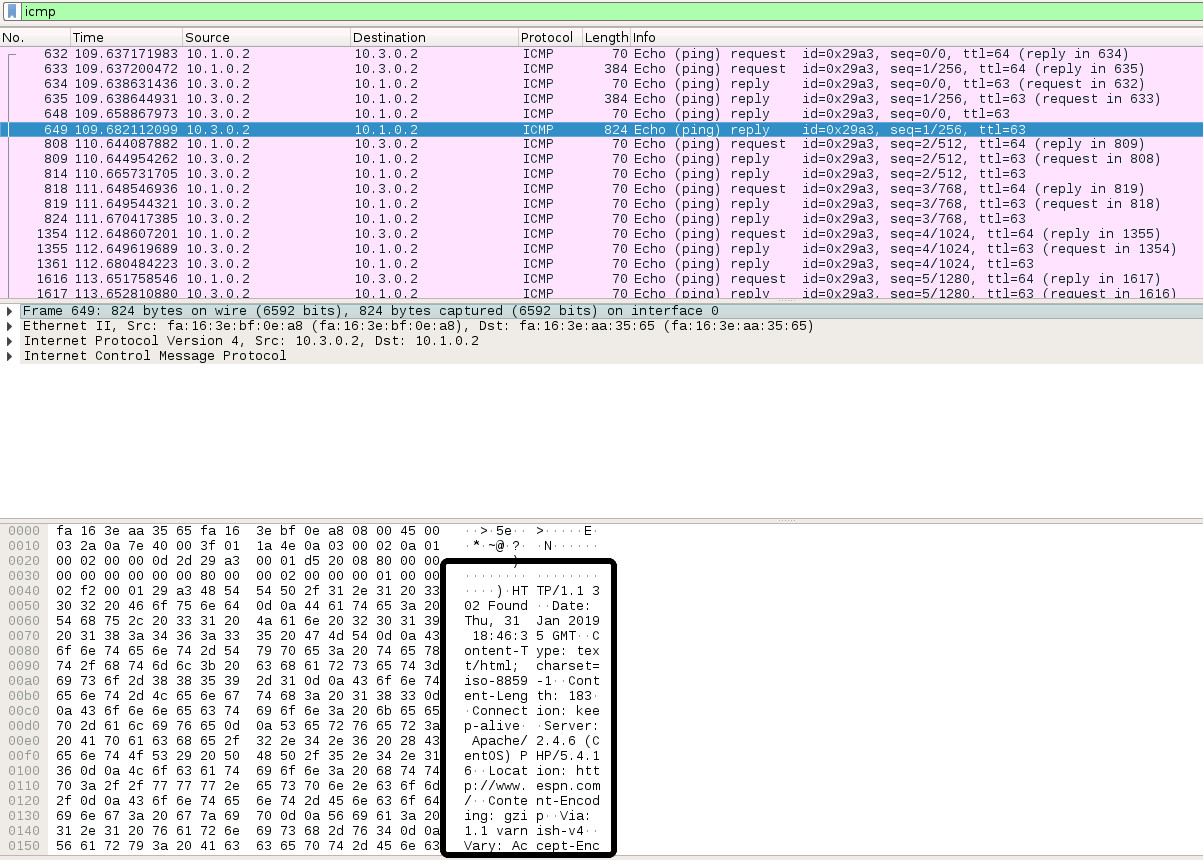 icmp
No. Time Source Destination Protocol Length Info
632 109.637171983 10.1.0.2 10.3.0.2 ICMP 70 Echo (ping) request id=0x29a3, seq=0/0, ttl=64 (reply in 634)
633 109.637200472 10.1.0.2 10.3.0.2 ICMP 384 Echo (ping) request id=0x29a3, seq=1/256, ttl=64 (reply in 635)
634 109.638631436 10.3.0.2 10.1.0.2 ICMP 70 Echo (ping) reply id=0x29a3, seq=0/0, ttl=63 (request in 632)
635 109.638644931 10.3.0.2 10.1.0.2 ICMP 384 Echo (ping) reply id=0x29a3, seq=1/256, ttl=63 (request in 633)
648 109.658867973 10.3.0.2 10.1.0.2 ICMP 70 Echo (ping) reply id=0x29a3, seq=0/0, ttl=63
649 109.682112099 10.3.0.2 10.1.0.2 ICMP 824 Echo (ping) reply id=0x29a3, seq=1/256, ttl=63
808 110.644087882 10.1.0.2 10.3.0.2 ICMP 70 Echo (ping) request id=0x29a3, seq=2/512, ttl=64 (reply in 809)
809 110.644954262 10.3.0.2 10.1.0.2 ICMP 70 Echo (ping) reply id=0x29a3, seq=2/512, ttl=63 (request in 808)
814 110.665731705 10.3.0.2 10.1.0.2 ICMP 70 Echo (ping) reply id=0x29a3, seq=2/512, ttl=63
818 111.648546936 10.1.0.2 10.3.0.2 ICMP 70 Echo (ping) request id=0x29a3, seq=3/768, ttl=64 (reply in 819)
819 111.649544321 10.3.0.2 10.1.0.2 ICMP 70 Echo (ping) reply id=0x29a3, seq=3/768, ttl=63 (request in 818)
824 111.670417385 10.3.0.2 10.1.0.2 ICMP 70 Echo (ping) reply id=0x29a3, seq=3/768, ttl=63
1354 112.648607201 10.1.0.2 10.3.0.2 ICMP 70 Echo (ping) request id=0x29a3, seq=4/1024, ttl=64 (reply in 1355)
1355 112.649619689 10.3.0.2 10.1.0.2 ICMP 70 Echo (ping) reply id=0x29a3, seq=4/1024, ttl=63 (request in 1354)
1361 112.680484223 10.3.0.2 10.1.0.2 ICMP 70 Echo (ping) reply id=0x29a3, seq=4/1024, ttl=63
1616 113.651758546 10.1.0.2 10.3.0.2 ICMP 70 Echo (ping) request id=0x29a3, seq=5/1280, ttl=64 (reply in 1617)
1617 113.652810880 10.3.0.2 10.1.0.2 ICMP 70 Echo (ping) reply id=0x29a3, seq=5/1280, ttl=63 (request in 1616)
Frame 649: 824 bytes on wire (6592 bits), 824 bytes captured (6592 bits) on interface 0
Ethernet II, Src: fa:16:3e:bf:0e:a8 (fa:16:3e:bf:0e:a8), Dst: fa:16:3e:aa:35:65 (fa:16:3e:aa:35:65)
Internet Protocol Version 4, Src: 10.3.0.2, Dst: 10.1.0.2
Internet Control Message Protocol
0000 fa 16 3e aa 35 65 fa 16 3e bf 0e a8 08 00 45 00 ··>·5e·· >·····E·
0010 03 2a 0a 7e 40 00 3f 01 1a 4e 0a 03 00 02 0a 01 ·*·~@·?· ·N······
0020 00 02 00 00 0d 2d 29 a3 00 01 d5 20 08 80 00 00
0030 00 00 00 00 00 00 80 00 00 02 00 00 00 01 00 00 ········ ········
0040 02 f2 00 01 29 a3 48 54 54 50 2f 31 2e 31 20 33 ····)·HT TP/1.1 3
0050 30 32 20 46 6f 75 6e 64 0d 0a 44 61 74 65 3a 20 02 Found ··Date:
0060 54 68 75 2c 20 33 31 20 4a 61 6e 20 32 30 31 39 Thu, 31 Jan 2019
0070 20 31 38 3a 34 36 3a 33 35 20 47 4d 54 0d 0a 43 18:46:3 5 GMT··C
0080 6f 6e 74 65 6e 74 2d 54 79 70 65 3a 20 74 65 78 ontent-T ype: tex
0090 74 2f 68 74 6d 6c 3b 20 63 68 61 72 73 65 74 3d t/html; charset=
00a0 69 73 6f 2d 38 38 35 39 2d 31 0d 0a 43 6f 6e 74 iso-8859 -1··Cont
00b0 65 6e 74 2d 4c 65 6e 67 74 68 3a 20 31 38 33 0d ent-Leng th: 183·
00c0 0a 43 6f 6e 6e 65 63 74 69 6f 6e 3a 20 6b 65 65 ·Connect ion: kee
00d0 70 2d 61 6c 69 76 65 0d 0a 53 65 72 76 65 72 3a p-alive· ·Server:
00e0 20 41 70 61 63 68 65 2f 32 2e 34 2e 36 20 28 43 Apache/ 2.4.6 (C
00f0 65 6e 74 4f 53 29 20 50 48 50 2f 35 2e 34 2e 31 entOS) P HP/5.4.1
0100 36 0d 0a 4c 6f 63 61 74 69 6f 6e 3a 20 68 74 74 6··Locat ion: htt
0110 70 3a 2f 2f 77 77 77 2e 65 73 70 6e 2e 63 6f 6d p://www. espn.com
0120 2f 0d 0a 43 6f 6e 74 65 6e 74 2d 45 6e 63 6f 64 /··Conte nt-Encod
0130 69 6e 67 3a 20 67 7a 69 70 0d 0a 56 69 61 3a 20 ing: gzi p··Via:
0140 31 2e 31 20 76 61 72 6e 69 73 68 2d 76 34 0d 0a 1.1 varn ish-v4··
0150 56 61 72 79 3a 20 41 63 63 65 70 74 2d 45 6e 63 Vary: Ac cept-Enc